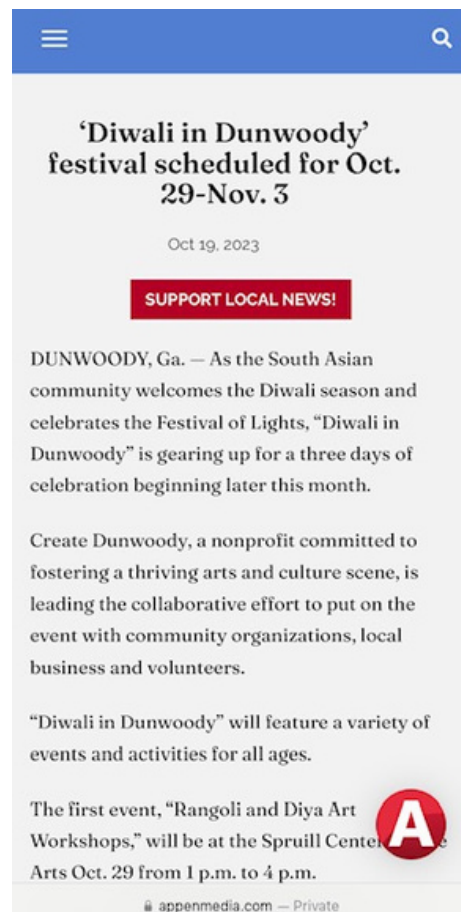 ‘Diwali in Dunwoody’
festival scheduled for Oct.
29-Nov. 3
Oct 19, 2023
SUPPORT LOCAL NEWS!
DUNWOODY, Ga. — As the South Asian
community welcomes the Diwali season and
celebrates the Festival of Lights, “Diwali in
Dunwoody” is gearing up for a three days of
celebration beginning later this month.
Create Dunwoody, a nonprofit committed to
fostering a thriving arts and culture scene, is
leading the collaborative effort to put on the
event with community organizations, local
business and volunteers.
“Diwali in Dunwoody” will feature a variety of
events and activities for all ages.
The first event, “Rangoli and Diya Art
Workshops,” will be at the Spruill Center
A
Arts Oct. 29 from 1 p.m. to 4 p.m.
appenmedia.com — Private